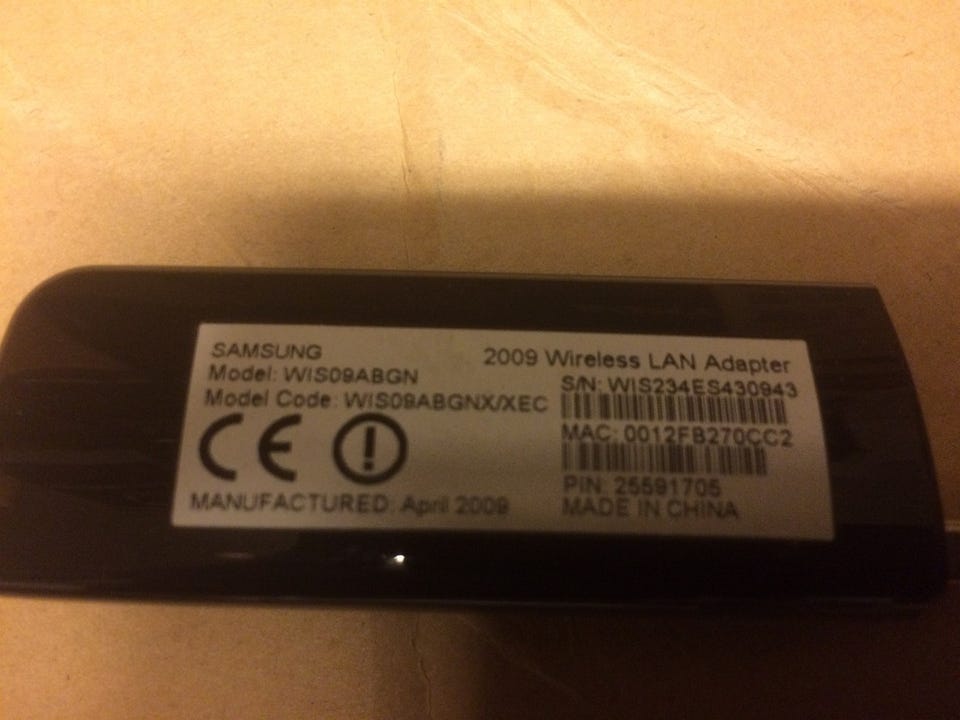 SAMSUNG
2009 Wireless LAN Adapter
Model: WIS09ABGN
S/N: WIS234ES430943
Model Code: WIS09ABGNX/XEC
MAC: 0012FB270CC2
PIN: 25591705
MANUFACTURED: April 2009
MADE IN CHINA
CE